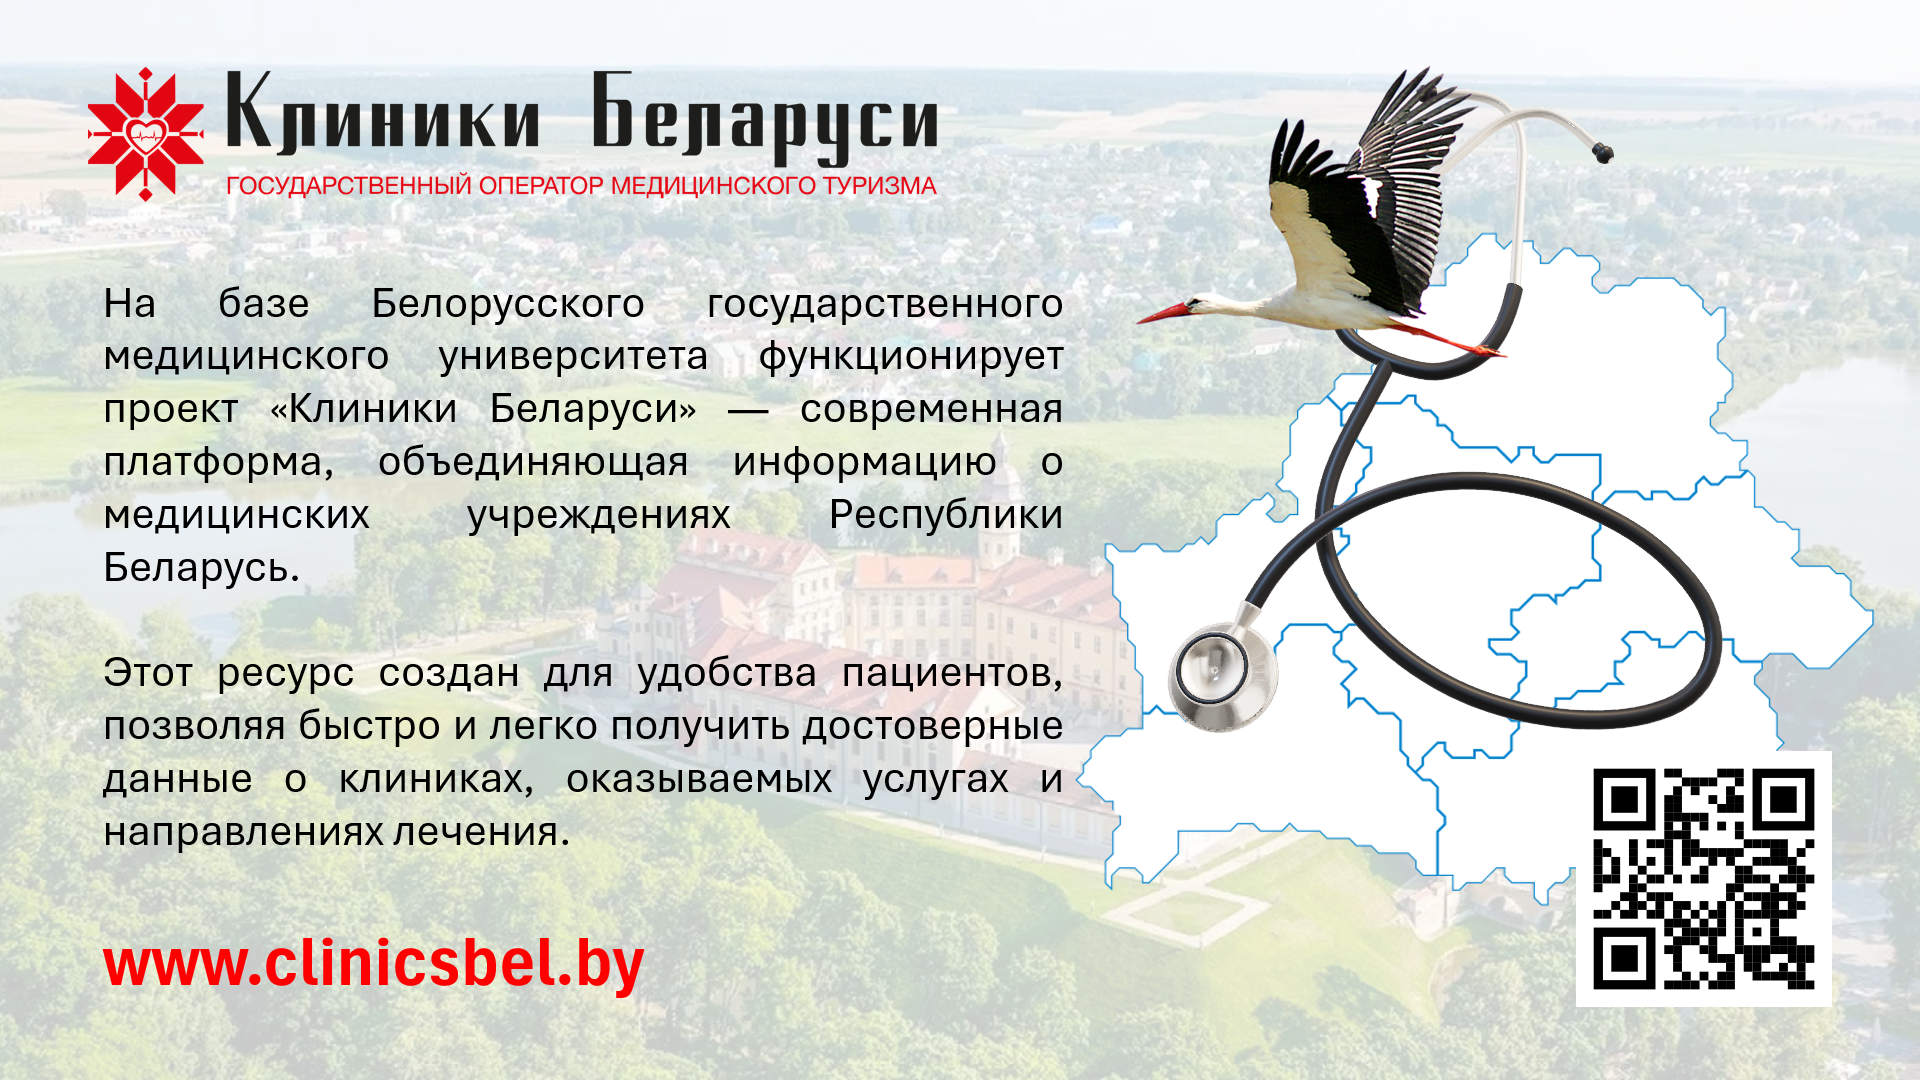 Клиники Беларуси
ГОСУДАРСТВЕННЫЙ ОПЕРАТОР МЕДИЦИНСКОГО ТУРИЗМА
На базе Белорусского государственного
медицинского университета функционирует
проект «Клиники Беларуси» — современная
платформа, объединяющая информацию о
медицинских учреждениях Республики
Беларусь.
Этот ресурс создан для удобства пациентов,
позволяя быстро и легко получить достоверные
данные о клиниках, оказываемых услугах и
направлениях лечения.
www.clinicsbel.by